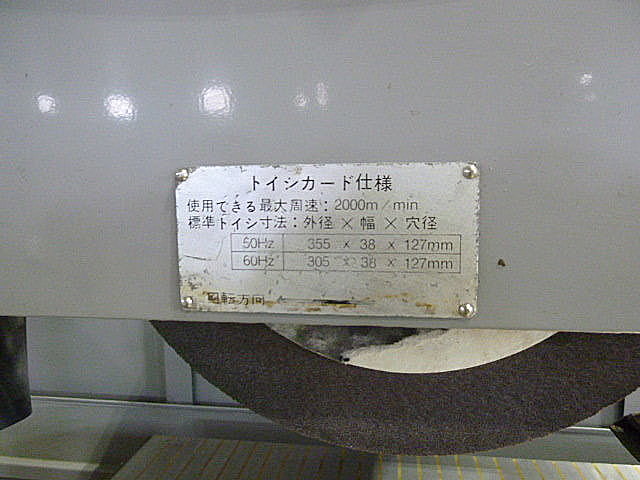 トイシカード仕様
使用できる最大周速:2000m/min
標準トイシ寸法:外径×幅×穴径
50Hz 355 × 38 × 127mm
60Hz 305 × 38 × 127mm
回転方向